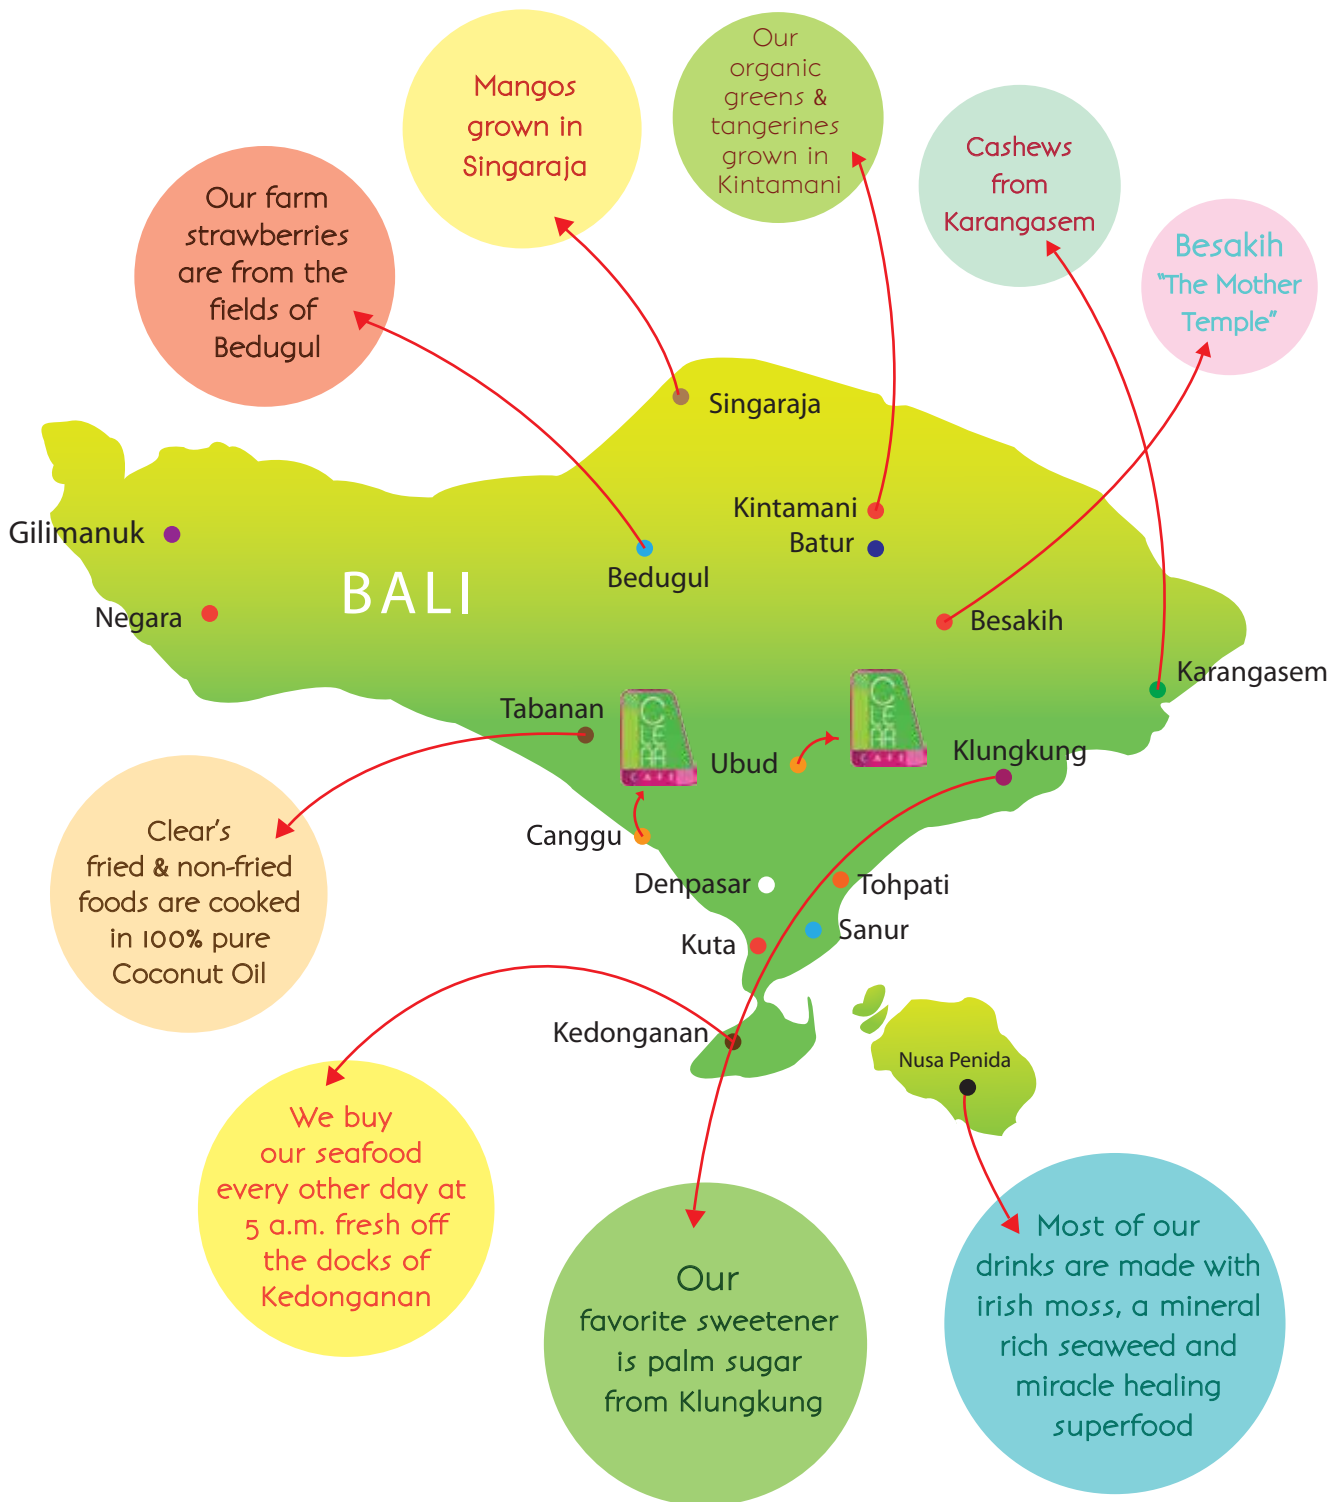 Our
organic
greens &
tangerines
grown in
Kintamani
Mangos
grown in
Singaraja
Cashews
from
Karangasem
Our farm
strawberries
are from the
fields of
Bedugul
Besakih
"The Mother
Temple"
Singaraja
Kintamani
Batur
Gilimanuk
Bedugul
BALI
Negara
Besakih
Karangasem
Tabanan
CAFE
CAFE
Ubud
Klungkung
Canggu
Denpasar
Tohpati
Kuta
Sanur
Kedonganan
Nusa Penida
Clear's
fried & non-fried
foods are cooked
in 100% pure
Coconut Oil
We buy
our seafood
every other day at
5 a.m. fresh off
the docks of
Kedonganan
Our
favorite sweetener
is palm sugar
from Klungkung
Most of our
drinks are made with
irish moss, a mineral
rich seaweed and
miracle healing
superfood